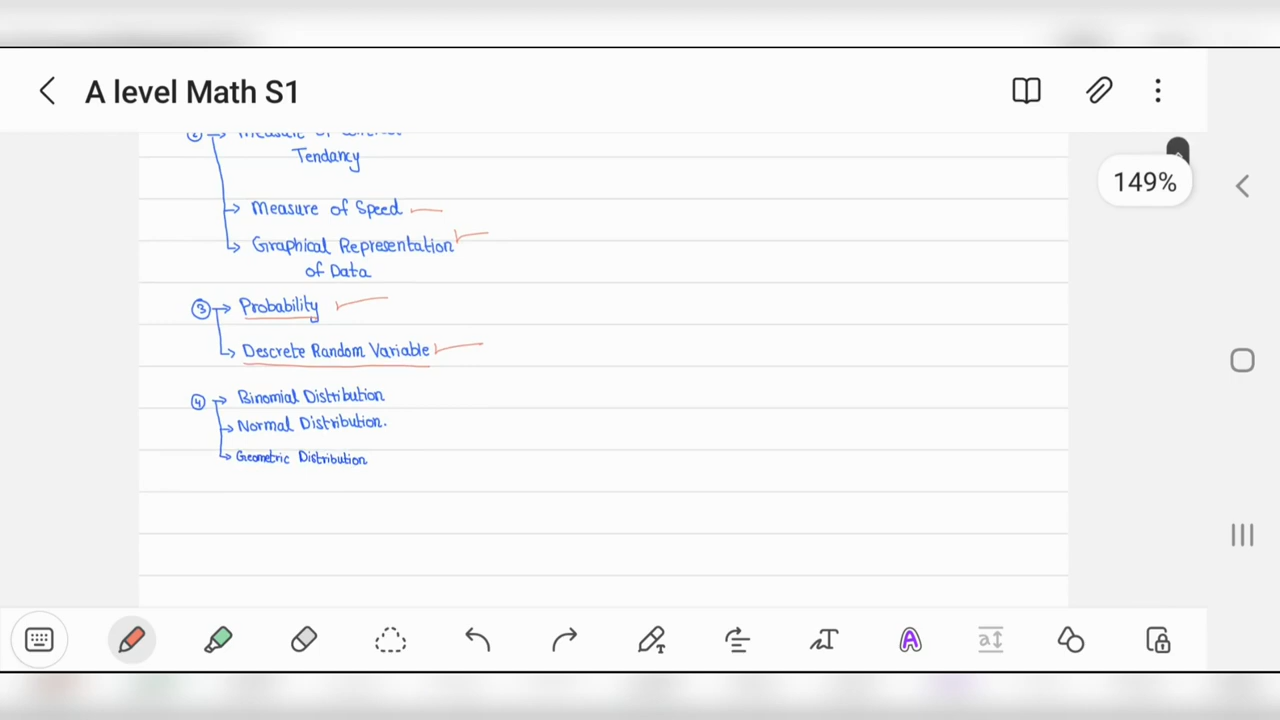 A level Math S1
149%
Tendancy
Measure of Speed
Graphical Representation
of Data
③ Probability
Descrete Random Variable
④ Binomial Distribution
Normal Distribution.
Geometric Distribution